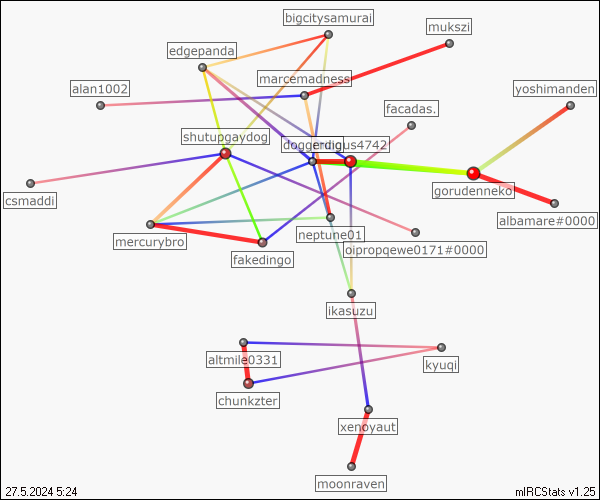 bigcitysamurai
mukszi
edgepanda
marcemadness
alan1002
yoshimanden
facadas.
shutupgaydog
doggerdigus4742
gorudenneko
csmaddi
albamare#0000
mercurybro
neptune01
oipropqewe0171#0000
fakedingo
ikasuzu
altmile0331
kyuqi
chunkzter
xenoyaut
moonraven
27.5.2024 5:24
mIRCStats v1.25